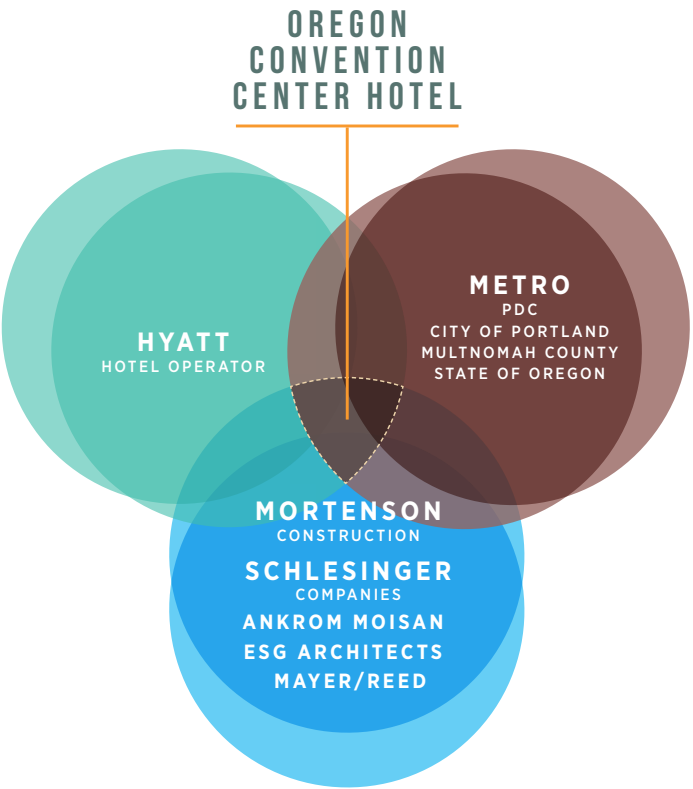 OREGON
CONVENTION
CENTER HOTEL
HYATT
HOTEL OPERATOR
METRO
PDC
CITY OF PORTLAND
MULTNOMAH COUNTY
STATE OF OREGON
MORTENSON
CONSTRUCTION
SCHLESINGER
COMPANIES
ANKROM MOISAN
ESG ARCHITECTS
MAYER/REED